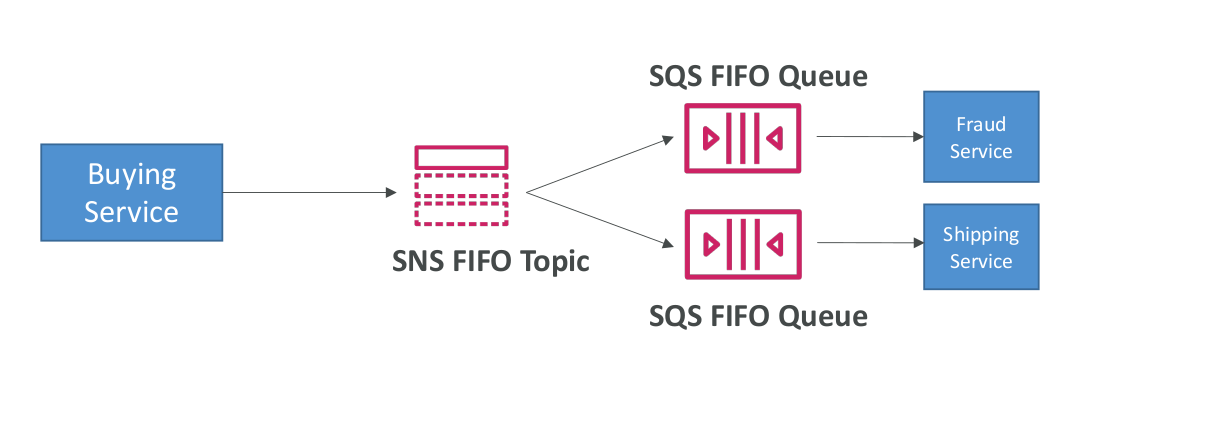 SQS FIFO Queue
Fraud
Service
Buying
Service
SNS FIFO Topic
Shipping
Service
SQS FIFO Queue